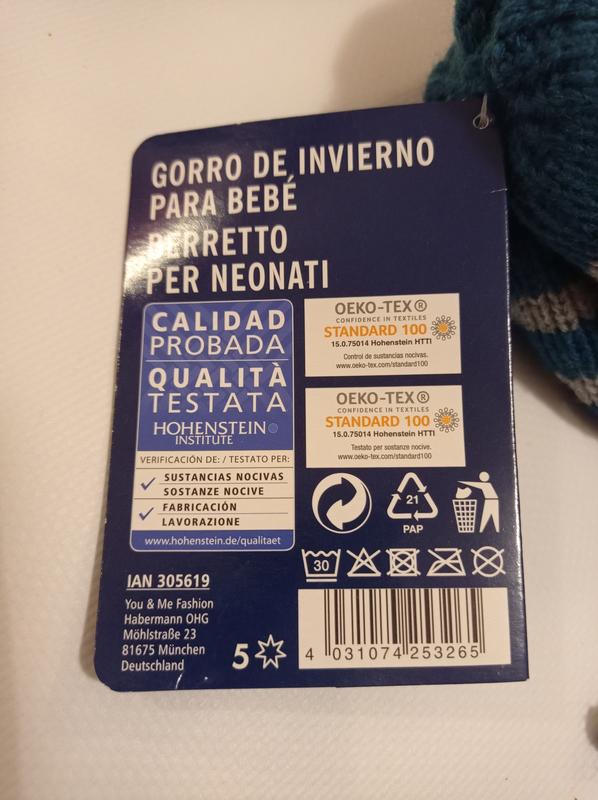 GORRO DE INVIERNO
PARA BEBÉ
BERRETTO
PER NEONATI
CALIDAD
PROBADA
QUALITÀ
TESTATA
HOHENSTEIN
INSTITUTE
VERIFICACIÓN DE: / TESTATO PER:
SUSTANCIAS NOCIVAS
SOSTANZE NOCIVE
FABRICACIÓN
LAVORAZIONE
www.hohenstein.de/qualitaet
OEKO-TEX®
CONFIDENCE IN TEXTILES
STANDARD 100
15.0.75014 Hohenstein HTTI
Control de sustancias nocivas.
www.oeko-tex.com/standard100
OEKO-TEX®
CONFIDENCE IN TEXTILES
STANDARD 100
15.0.75014 Hohenstein HTTI
Testato per sostanze nocive.
www.oeko-tex.com/standard100
21
PAP
30
IAN 305619
You & Me Fashion
Habermann OHG
Möhlstraße 23
81675 München
Deutschland
5
4 031074 253265